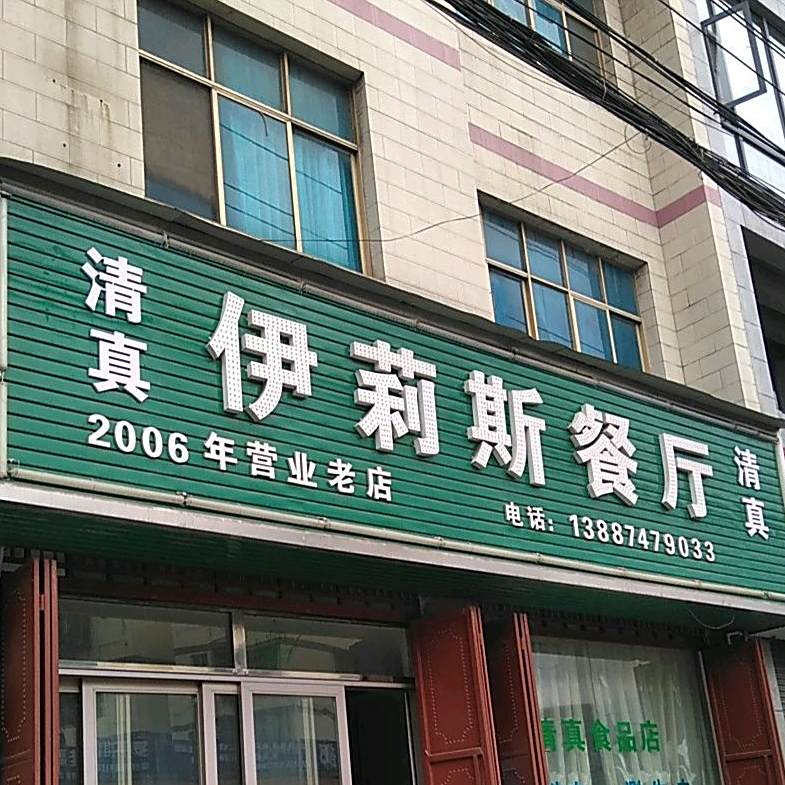 清真
伊莉斯餐厅
清真
2006年营业老店
电话：13887479033
清真食品店